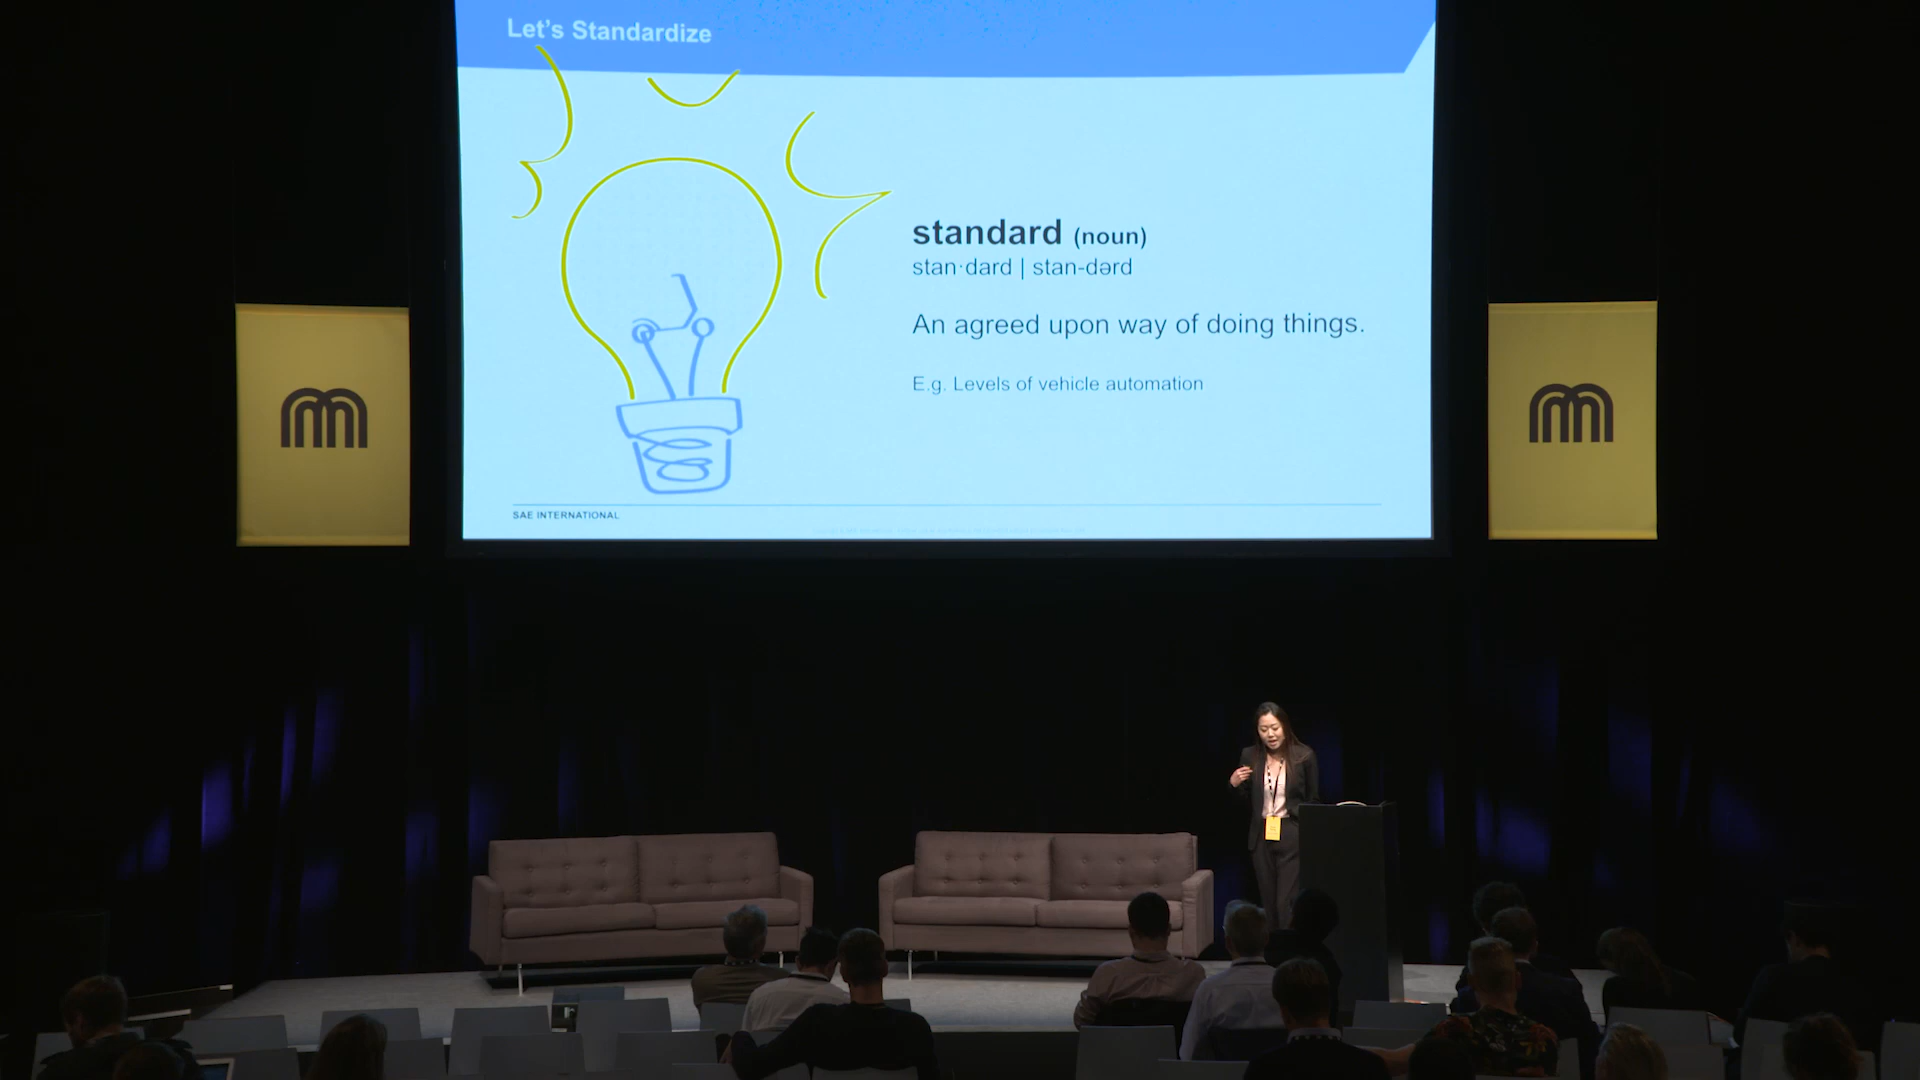 Let's Standardize
standard (noun)
stan·dard | stan-dərd
An agreed upon way of doing things.
E.g. Levels of vehicle automation
SAE INTERNATIONAL